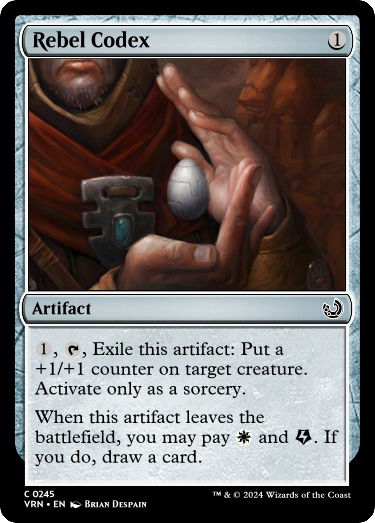 Rebel Codex 1
Artifact
1, , Exile this artifact: Put a
+1/+1 counter on target creature.
Activate only as a sorcery.
When this artifact leaves the
battlefield, you may pay and . If
you do, draw a card.
C 0245
VRN • EN Brian Despain
™ & © 2024 Wizards of the Coast